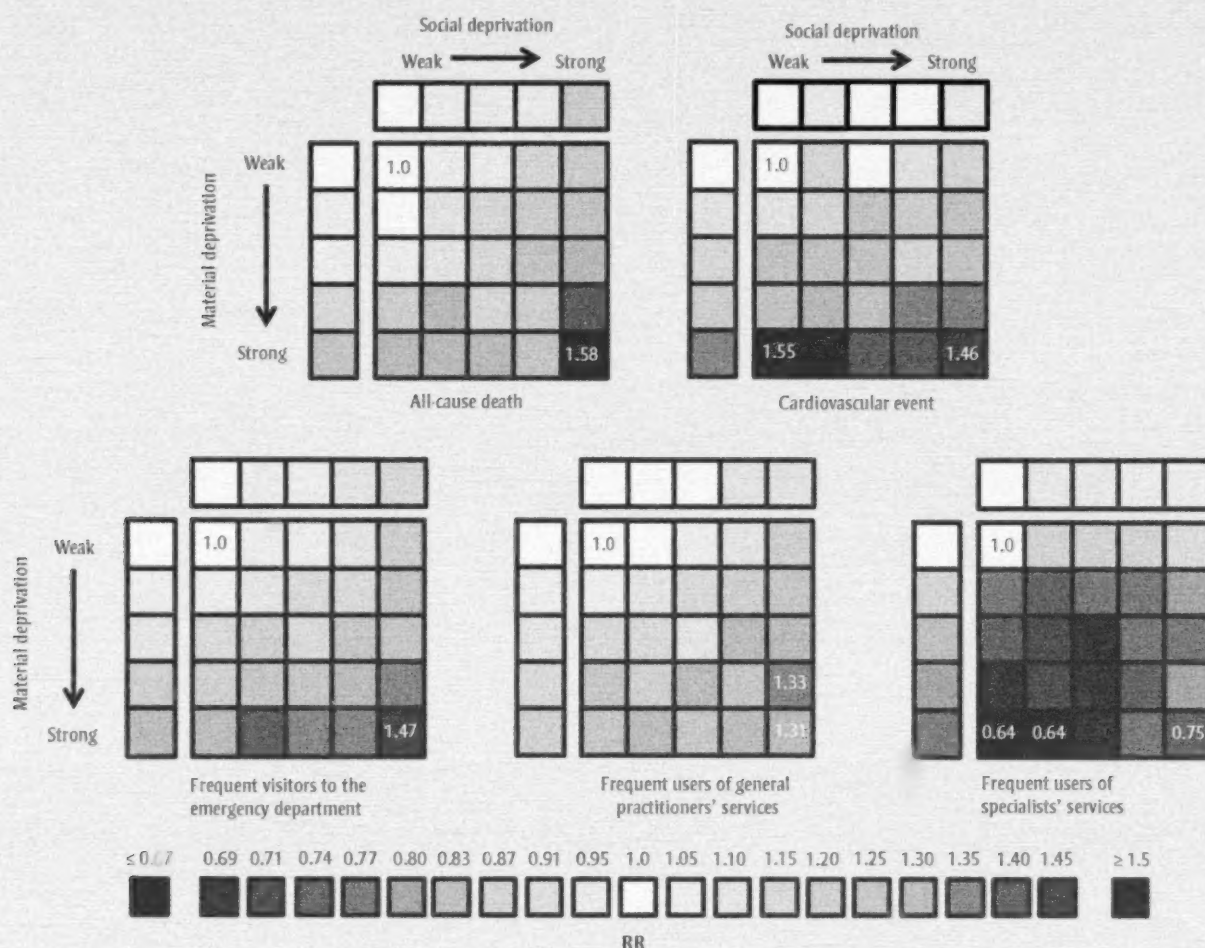 Social deprivation
Weak Strong
Social deprivation
Weak Strong
Material deprivation
Weak
Strong
1.0
1.58
All-cause death
1.0
1.55 1.46
Cardiovascular event
Material deprivation
Weak
Strong
1.0
1.47
Frequent visitors to the
emergency department
1.0
1.33
1.31
Frequent users of general
practitioners' services
1.0
0.64 0.64 0.75
Frequent users of
specialists' services
≤ 0.67 0.69 0.71 0.74 0.77 0.80 0.83 0.87 0.91 0.95 1.0 1.05 1.10 1.15 1.20 1.25 1.30 1.35 1.40 1.45 ≥ 1.5
RR